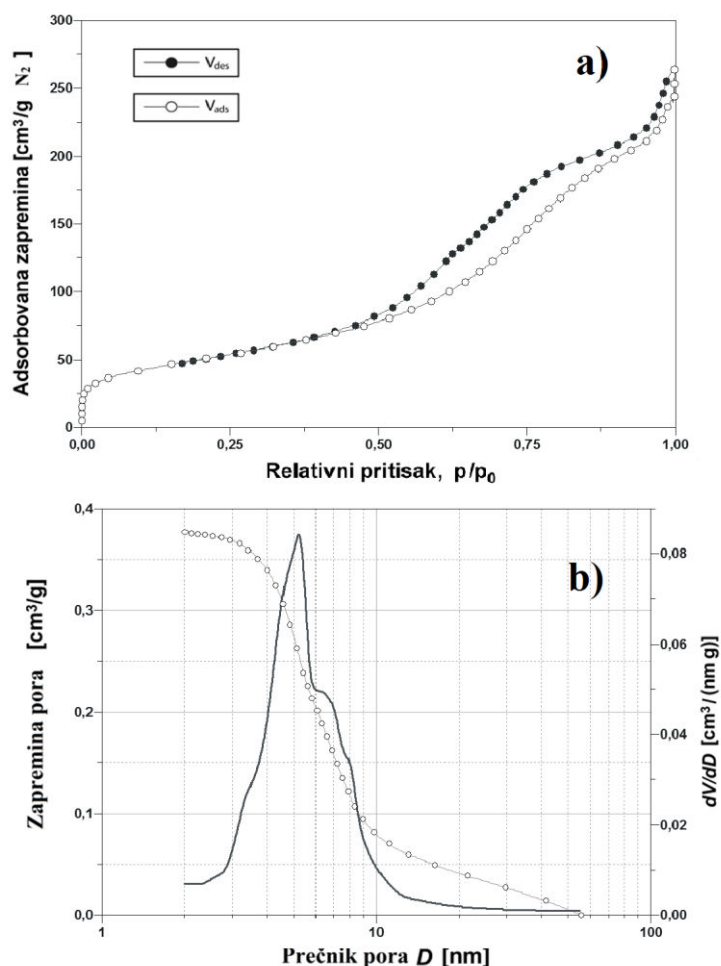 a)
Adsorbovana zapremina [cm³/g N₂]
300
250
200
150
100
50
0
V_des
V_ads
0,00 0,25 0,50 0,75 1,00
Relativni pritisak, p/p₀
b)
Zapremina pora [cm³/g]
0,4
0,3
0,2
0,1
0,0
dV/dD [cm³/(nm g)]
0,08
0,06
0,04
0,02
0,00
1 10 100
Prečnik pora D [nm]